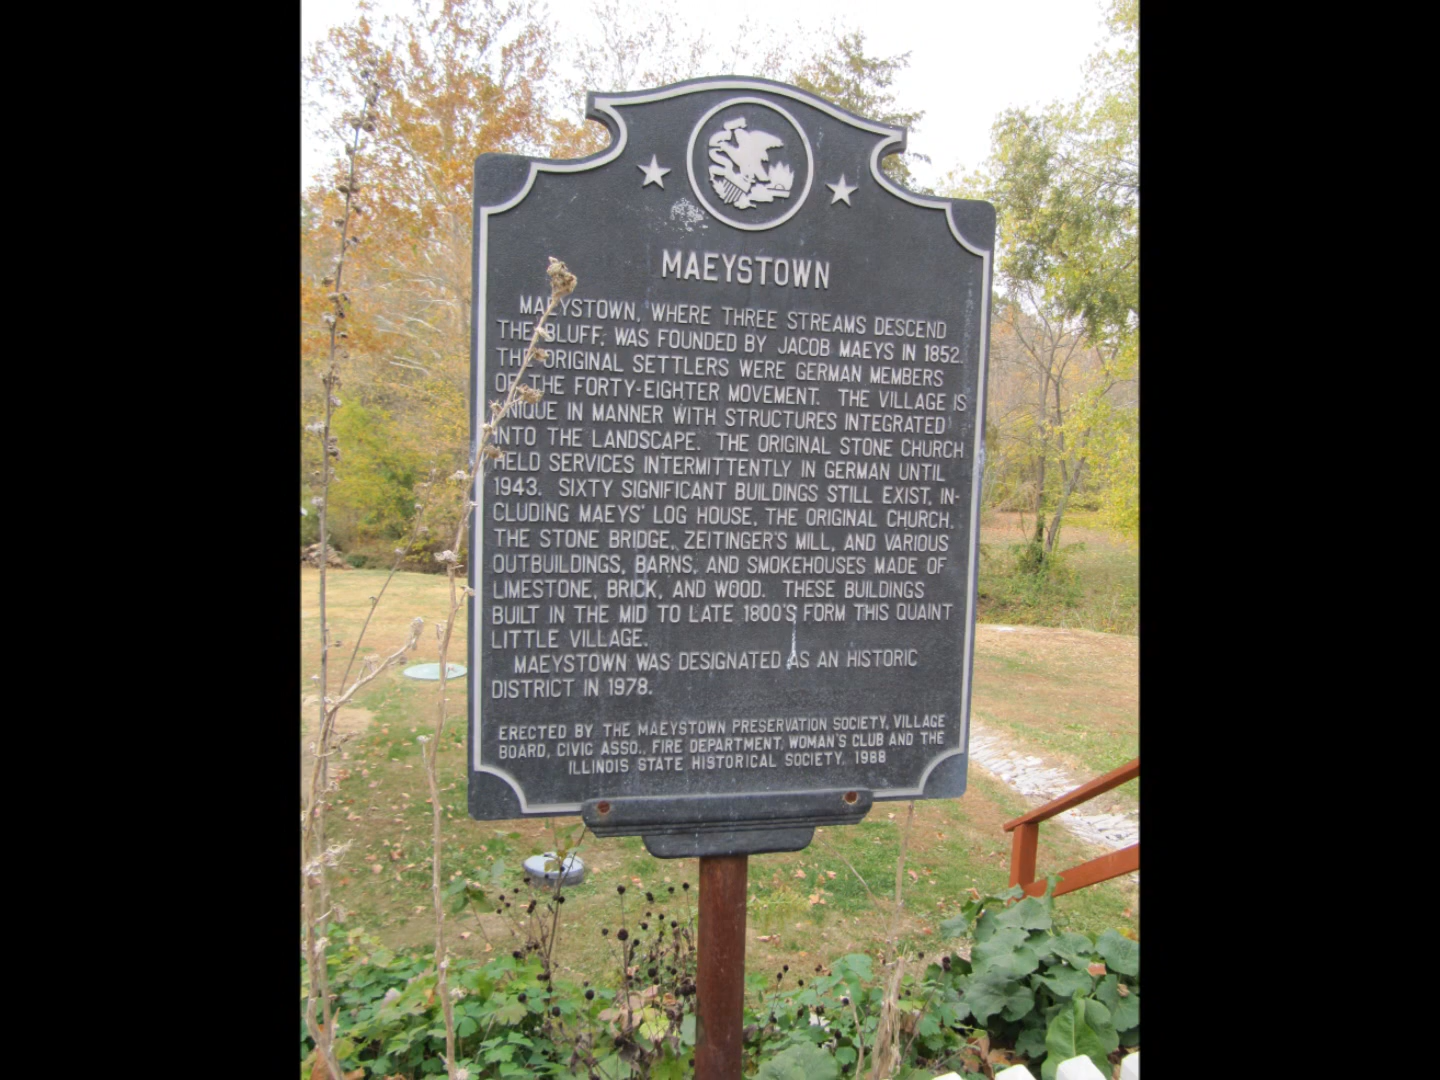 MAEYSTOWN
MAEYSTOWN, WHERE THREE STREAMS DESCEND
THE BLUFF, WAS FOUNDED BY JACOB MAEYS IN 1852.
THE ORIGINAL SETTLERS WERE GERMAN MEMBERS
OF THE FORTY-EIGHTER MOVEMENT. THE VILLAGE IS
UNIQUE IN MANNER WITH STRUCTURES INTEGRATED
INTO THE LANDSCAPE. THE ORIGINAL STONE CHURCH
HELD SERVICES INTERMITTENTLY IN GERMAN UNTIL
1943. SIXTY SIGNIFICANT BUILDINGS STILL EXIST, IN-
CLUDING MAEYS' LOG HOUSE, THE ORIGINAL CHURCH,
THE STONE BRIDGE, ZEITINGER'S MILL, AND VARIOUS
OUTBUILDINGS, BARNS, AND SMOKEHOUSES MADE OF
LIMESTONE, BRICK, AND WOOD. THESE BUILDINGS
BUILT IN THE MID TO LATE 1800'S FORM THIS QUAINT
LITTLE VILLAGE.
MAEYSTOWN WAS DESIGNATED AS AN HISTORIC
DISTRICT IN 1978.
ERECTED BY THE MAEYSTOWN PRESERVATION SOCIETY, VILLAGE
BOARD, CIVIC ASSO., FIRE DEPARTMENT, WOMAN'S CLUB AND THE
ILLINOIS STATE HISTORICAL SOCIETY, 1988